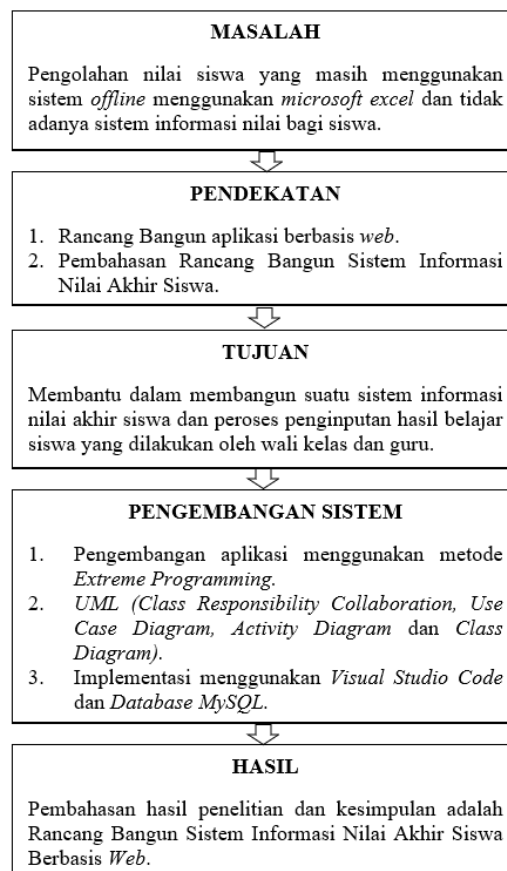 MASALAH
Pengolahan nilai siswa yang masih menggunakan
sistem offline menggunakan microsoft excel dan tidak
adanya sistem informasi nilai bagi siswa.
PENDEKATAN
1. Rancang Bangun aplikasi berbasis web.
2. Pembahasan Rancang Bangun Sistem Informasi
Nilai Akhir Siswa.
TUJUAN
Membantu dalam membangun suatu sistem informasi
nilai akhir siswa dan peroses penginputan hasil belajar
siswa yang dilakukan oleh wali kelas dan guru.
PENGEMBANGAN SISTEM
1. Pengembangan aplikasi menggunakan metode
Extreme Programming.
2. UML (Class Responsibility Collaboration, Use
Case Diagram, Activity Diagram dan Class
Diagram).
3. Implementasi menggunakan Visual Studio Code
dan Database MySQL.
HASIL
Pembahasan hasil penelitian dan kesimpulan adalah
Rancang Bangun Sistem Informasi Nilai Akhir Siswa
Berbasis Web.